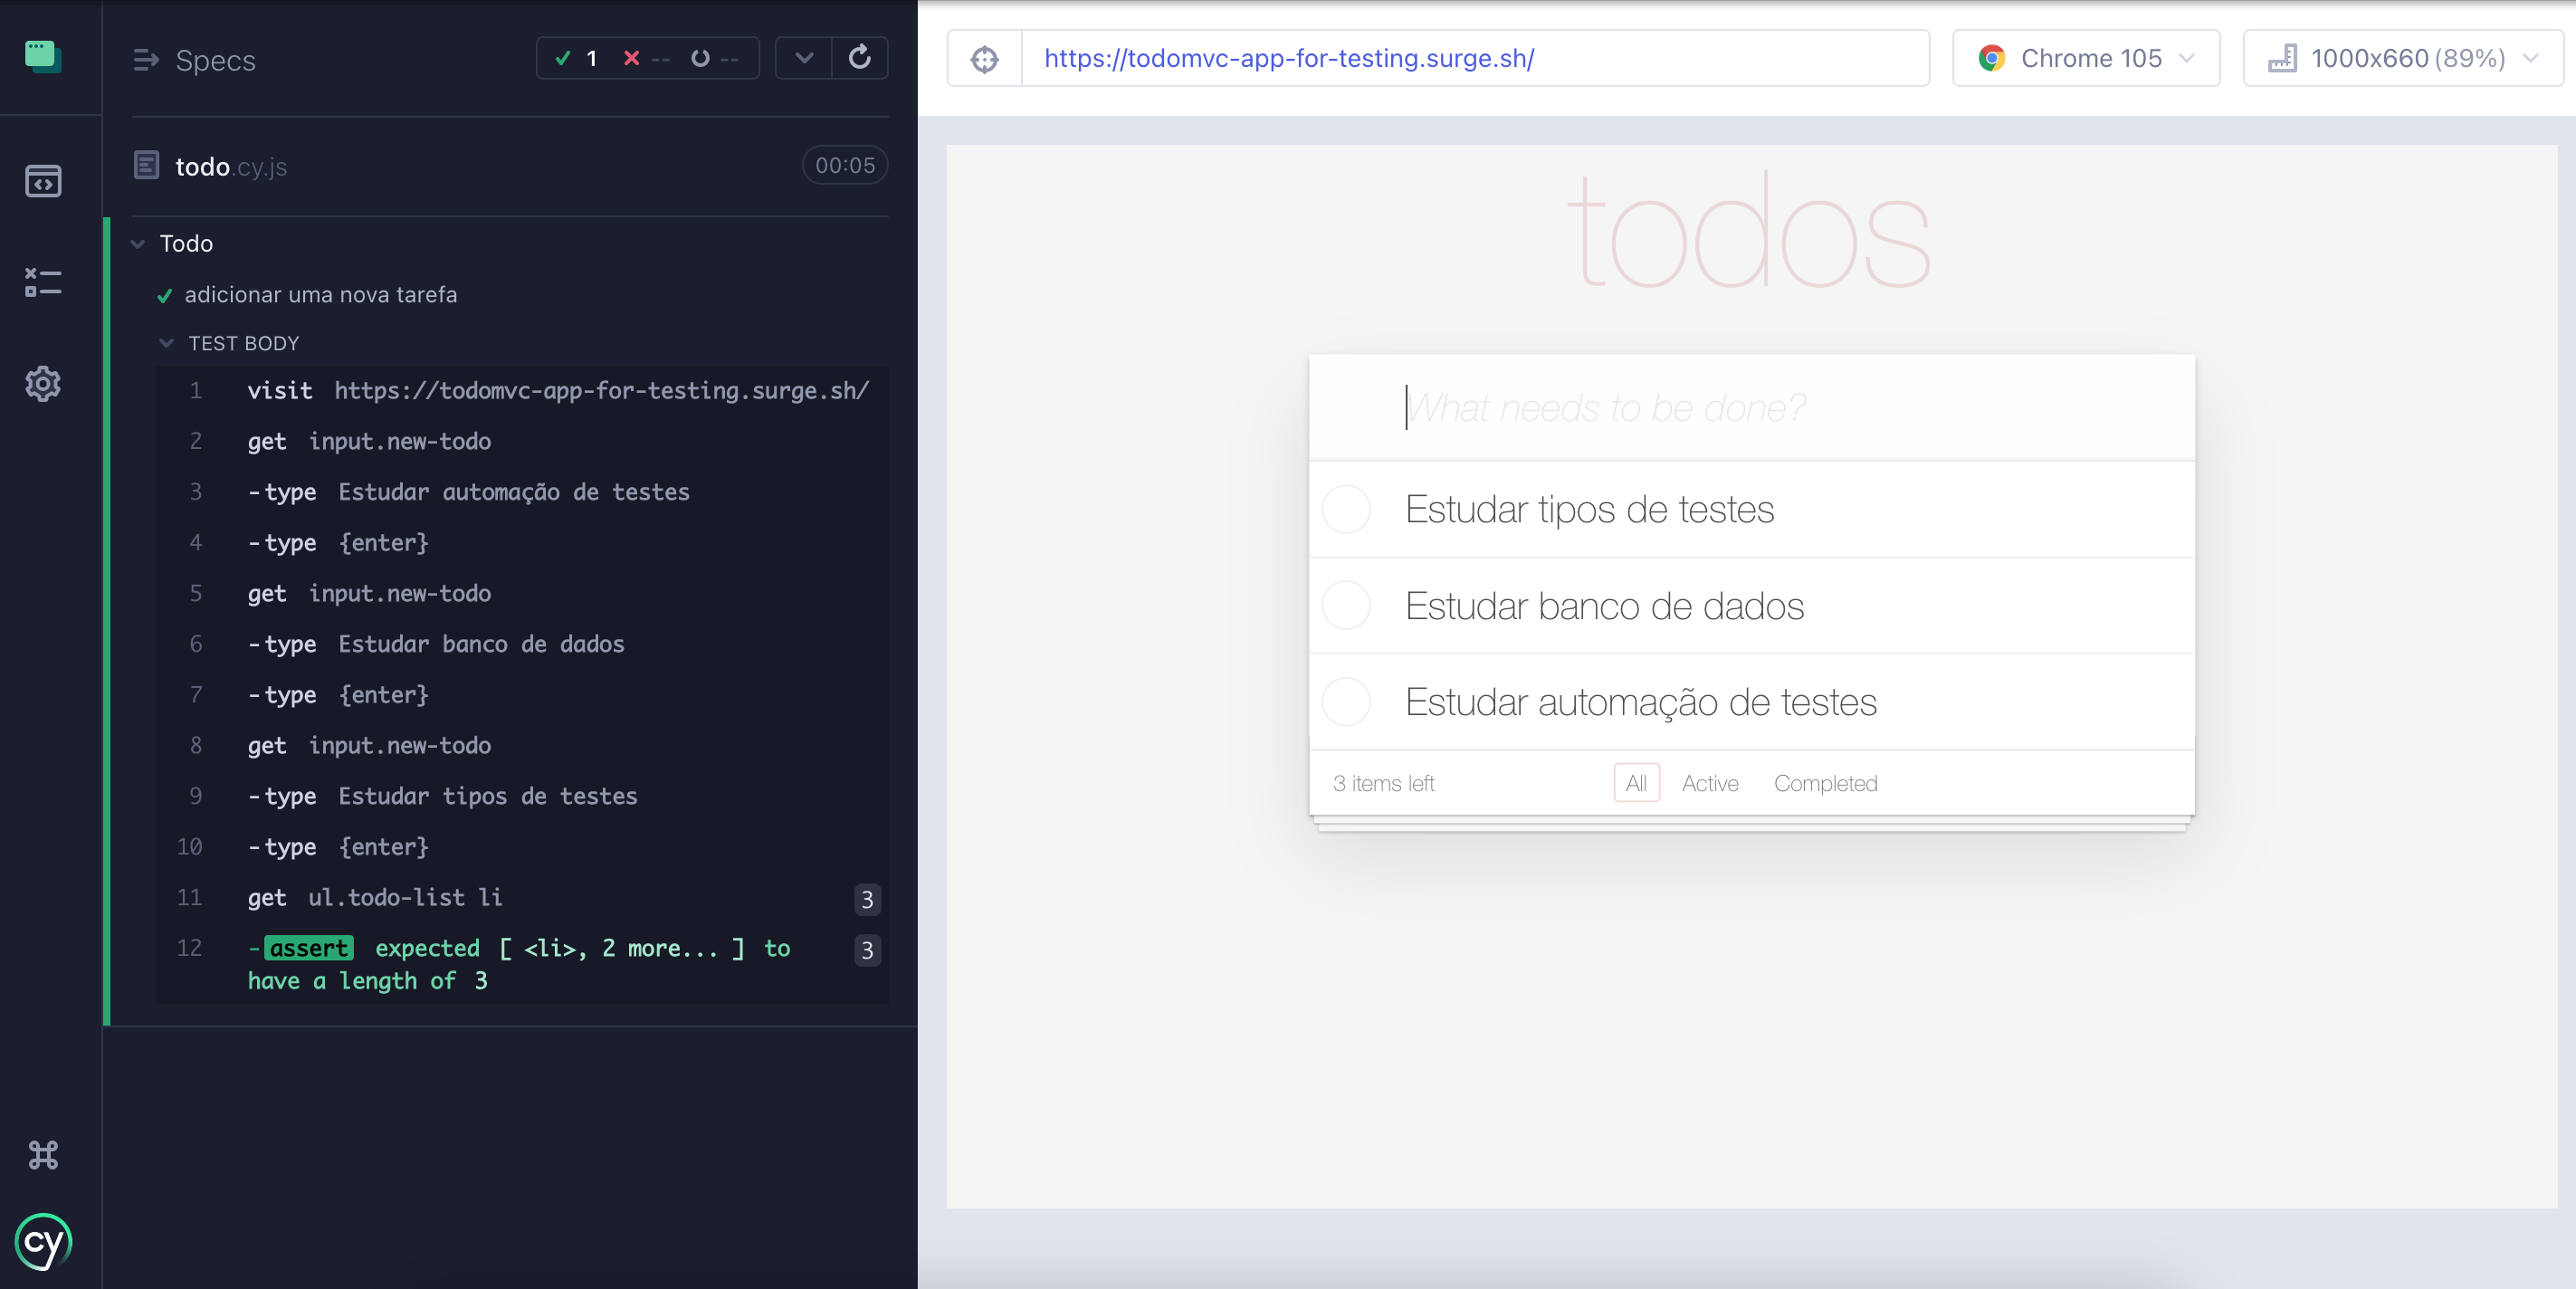 Specs
1 -- --
todo.cy.js 00:05
Todo
adicionar uma nova tarefa
TEST BODY
1 visit https://todomvc-app-for-testing.surge.sh/
2 get input.new-todo
3 -type Estudar automação de testes
4 -type {enter}
5 get input.new-todo
6 -type Estudar banco de dados
7 -type {enter}
8 get input.new-todo
9 -type Estudar tipos de testes
10 -type {enter}
11 get ul.todo-list li 3
12 -assert expected [ <li>, 2 more... ] to 3
have a length of 3
cy
https://todomvc-app-for-testing.surge.sh/
Chrome 105
1000x660 (89%)
todos
What needs to be done?
Estudar tipos de testes
Estudar banco de dados
Estudar automação de testes
3 items left All Active Completed